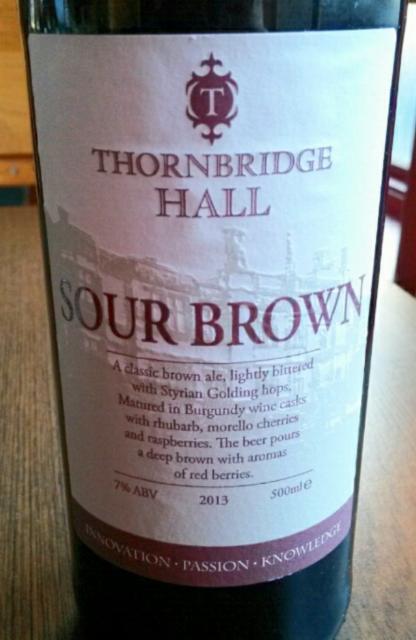 T
THORNBRIDGE
HALL
SOUR BROWN
A classic brown ale, lightly bittered
with Styrian Golding hops,
Matured in Burgundy wine casks
with rhubarb, morello cherries
and raspberries. The beer pours
a deep brown with aromas
of red berries.
7% ABV 2013 500ml ℮
INNOVATION · PASSION · KNOWLEDGE